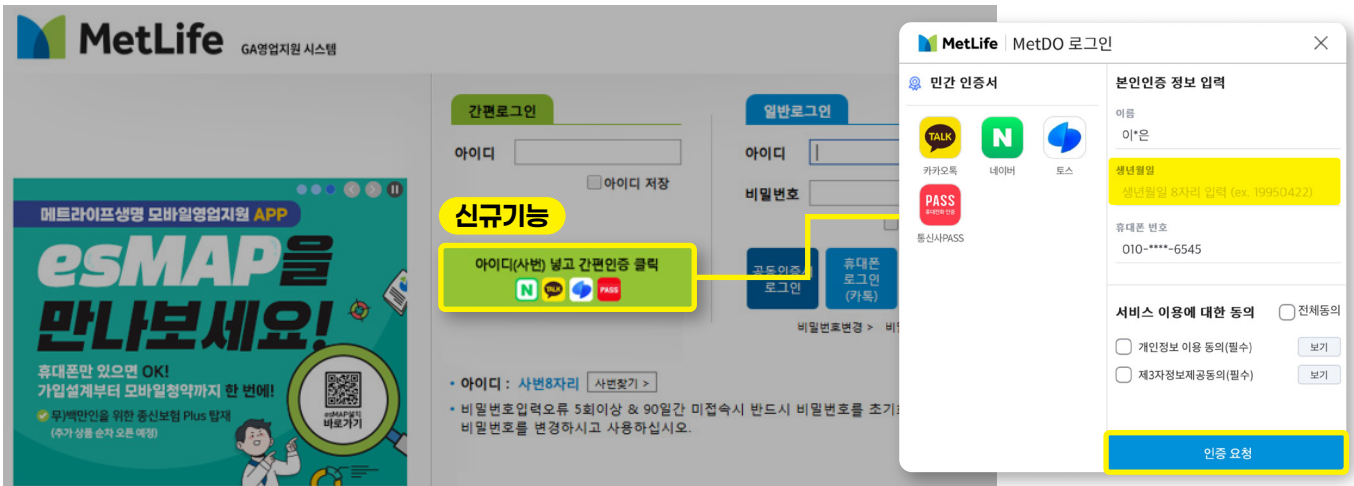 MetLife GA영업지원 시스템
메트라이프생명 모바일영업지원 APP
esMAP을
만나보세요!
휴대폰만 있으면 OK!
가입설계부터 모바일청약까지 한 번에!
무)백만인을 위한 종신보험 Plus 탑재
(추가 상품 순차 오픈 예정)
esMAP설치
바로가기
간편로그인
아이디
아이디 저장
신규기능
아이디(사번) 넣고 간편인증 클릭
N TALK PASS
일반로그인
아이디
비밀번호
공동인증서
로그인
휴대폰
로그인
(카톡)
비밀번호변경 >
• 아이디 : 사번8자리 사번찾기 >
• 비밀번호입력오류 5회이상 & 90일간 미접속시 반드시 비밀번호를 초기
비밀번호를 변경하시고 사용하십시오.
MetLife MetDO 로그인
민간 인증서
TALK
카카오톡
N
네이버
토스
PASS
휴대전화 인증
통신사PASS
본인인증 정보 입력
이름
이*은
생년월일
생년월일 8자리 입력 (ex. 19950422)
휴대폰 번호
010-****-6545
서비스 이용에 대한 동의 전체동의
개인정보 이용 동의(필수) 보기
제3자정보제공동의(필수) 보기
인증 요청